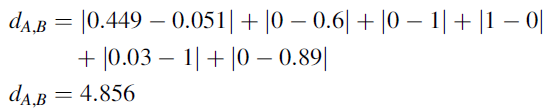 d_{A,B} = |0.449 − 0.051| + |0 − 0.6| + |0 − 1| + |1 − 0|
+ |0.03 − 1| + |0 − 0.89|
d_{A,B} = 4.856